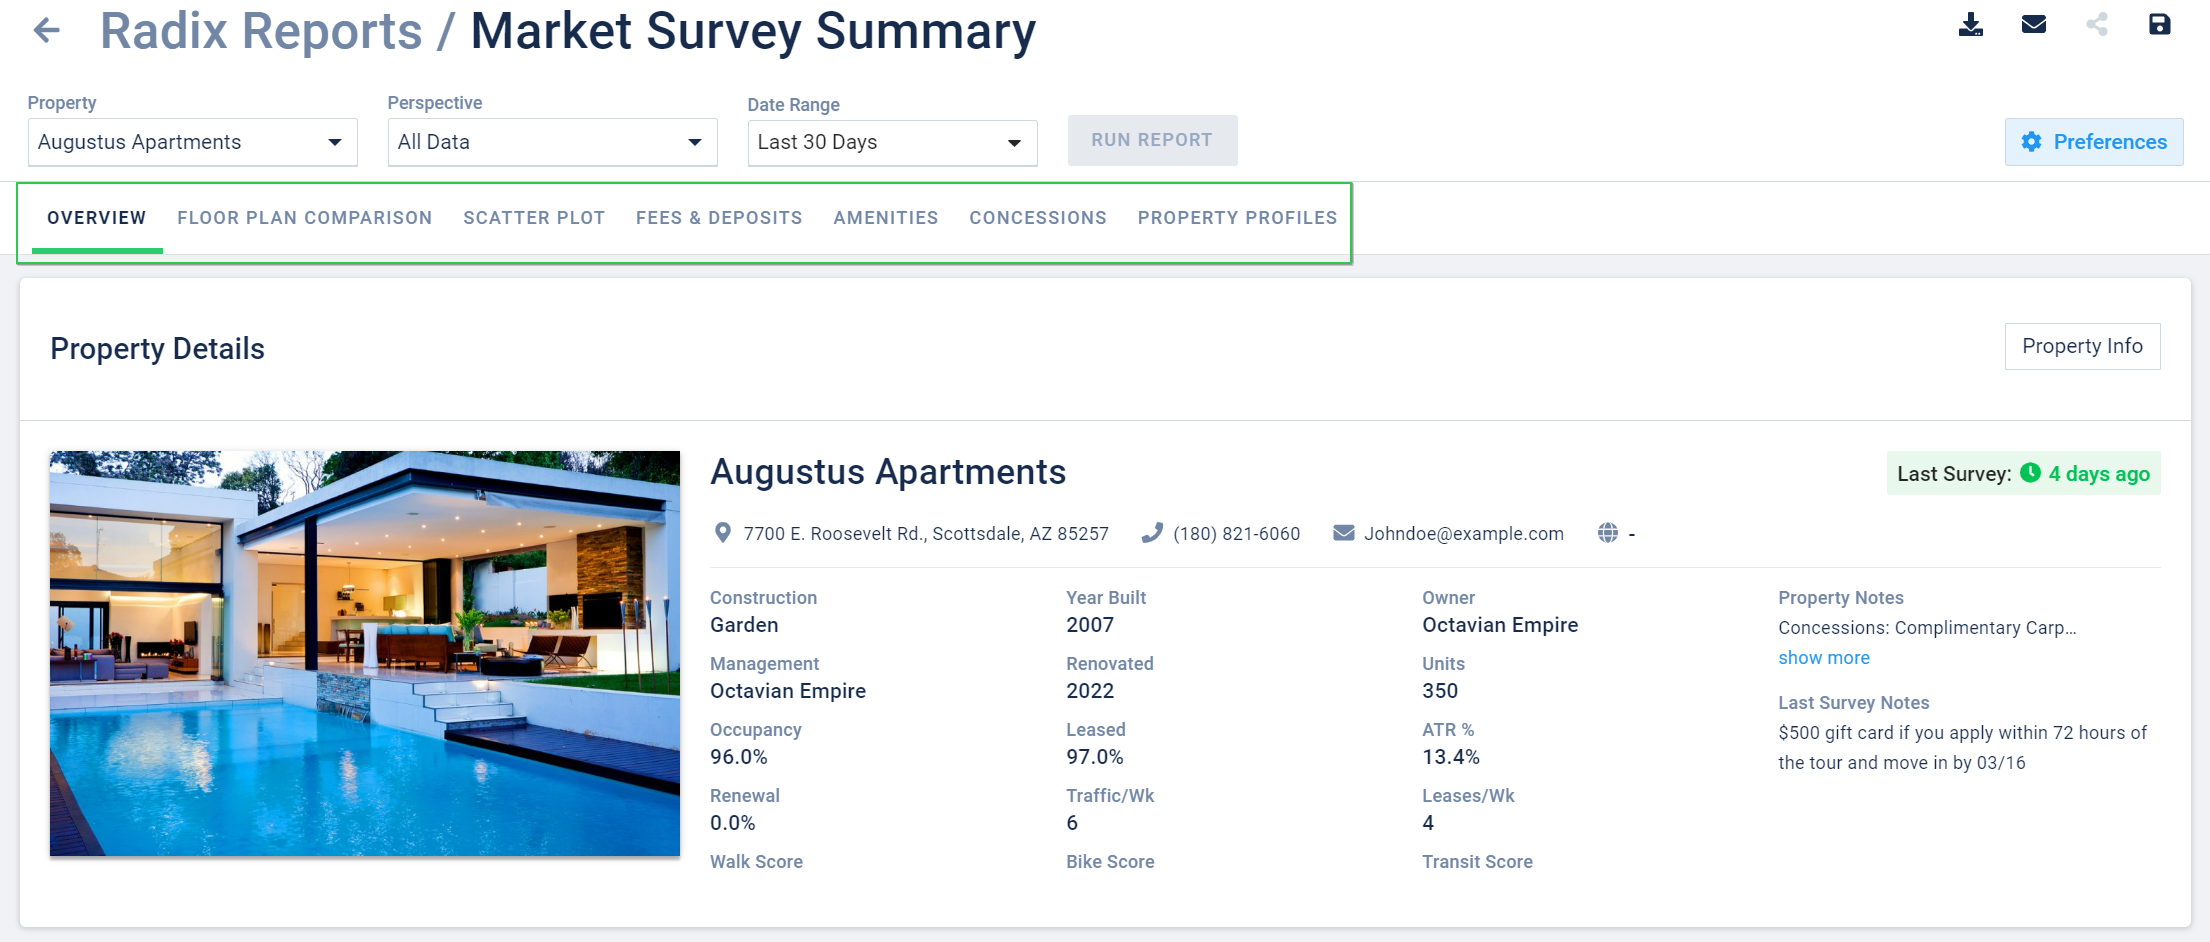 Radix Reports / Market Survey Summary
Property
Perspective
Date Range
Augustus Apartments
All Data
Last 30 Days
RUN REPORT
Preferences
OVERVIEW FLOOR PLAN COMPARISON SCATTER PLOT FEES & DEPOSITS AMENITIES CONCESSIONS PROPERTY PROFILES
Property Details
Property Info
Augustus Apartments
Last Survey: 4 days ago
7700 E. Roosevelt Rd., Scottsdale, AZ 85257 (180) 821-6060 Johndoe@example.com -
Construction
Garden
Year Built
2007
Owner
Octavian Empire
Management
Octavian Empire
Renovated
2022
Units
350
Occupancy
96.0%
Leased
97.0%
ATR %
13.4%
Renewal
0.0%
Traffic/Wk
6
Leases/Wk
4
Walk Score
Bike Score
Transit Score
Property Notes
Concessions: Complimentary Carp...
show more
Last Survey Notes
$500 gift card if you apply within 72 hours of
the tour and move in by 03/16